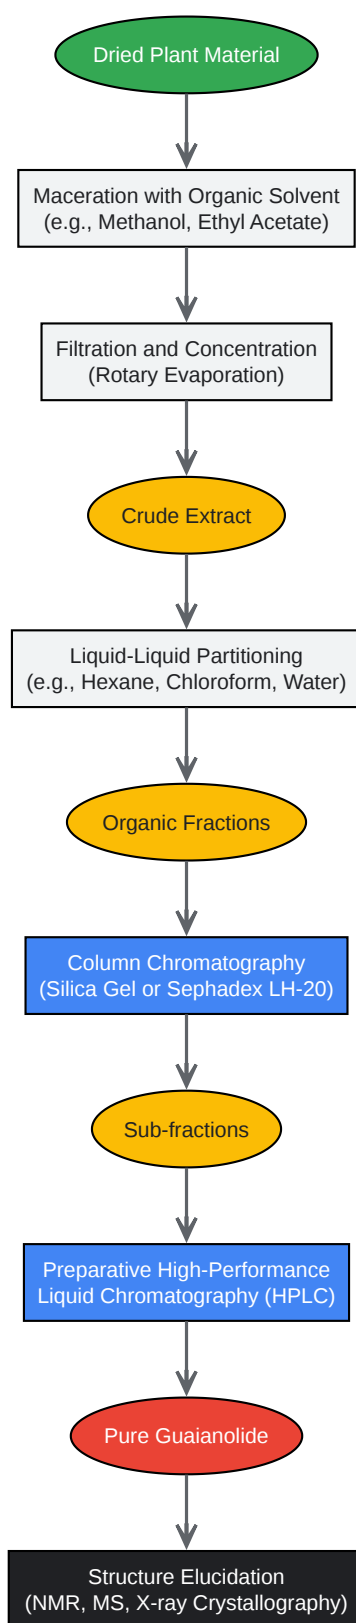 Dried Plant Material
Maceration with Organic Solvent
(e.g., Methanol, Ethyl Acetate)
Filtration and Concentration
(Rotary Evaporation)
Crude Extract
Liquid-Liquid Partitioning
(e.g., Hexane, Chloroform, Water)
Organic Fractions
Column Chromatography
(Silica Gel or Sephadex LH-20)
Sub-fractions
Preparative High-Performance
Liquid Chromatography (HPLC)
Pure Guaianolide
Structure Elucidation
(NMR, MS, X-ray Crystallography)